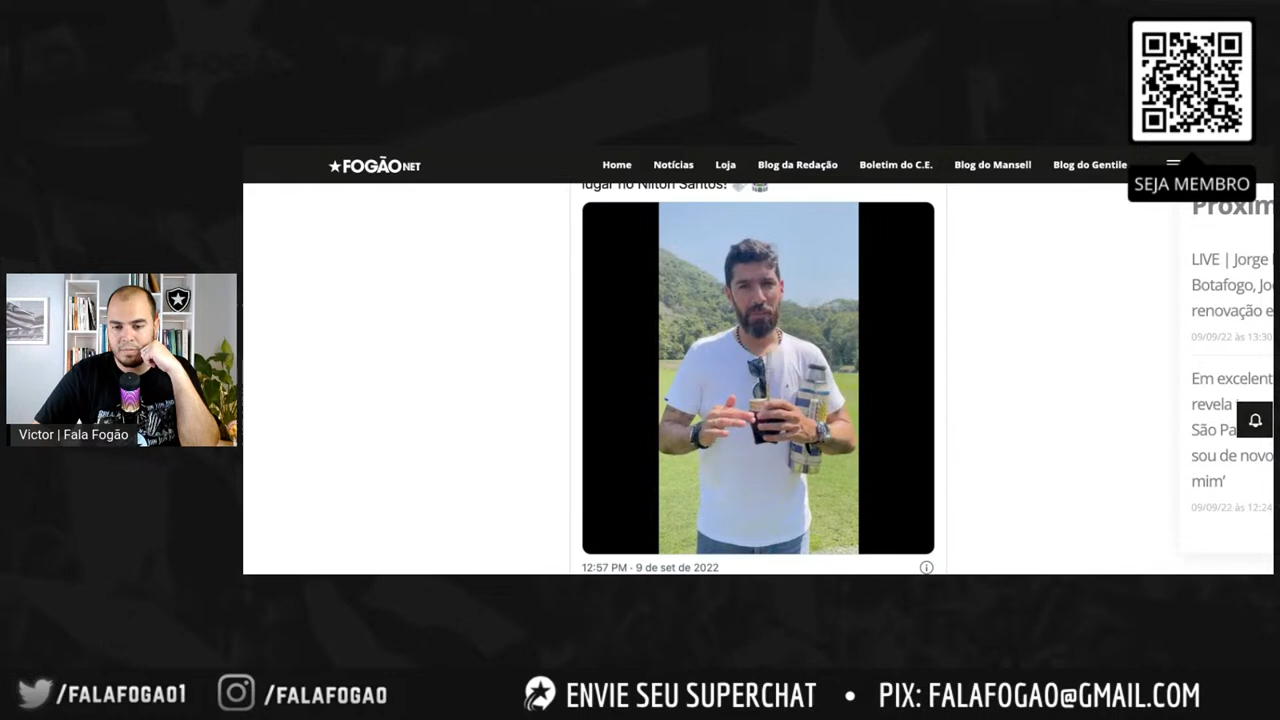 SEJA MEMBRO
FOGÃO NET
Home Notícias Loja Blog da Redação Boletim do C.E. Blog do Mansell Blog do Gentile
lugar no Nilton Santos!
Próxim
LIVE | Jorge
Botafogo, Jo
renovação e
09/09/22 às 13:30
Em excelent
revela
São Pa
sou de novo
mim'
09/09/22 às 12:24
12:57 PM · 9 de set de 2022
Victor | Fala Fogão
/FALAFOGAO1 /FALAFOGAO ENVIE SEU SUPERCHAT • PIX: FALAFOGAO@GMAIL.COM